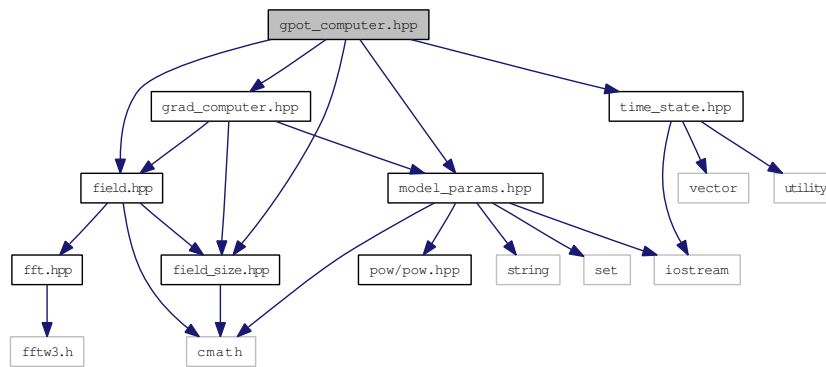 gpot_computer.hpp
grad_computer.hpp
time_state.hpp
field.hpp
model_params.hpp
vector
utility
fft.hpp
field_size.hpp
pow/pow.hpp
string
set
iostream
fftw3.h
cmath